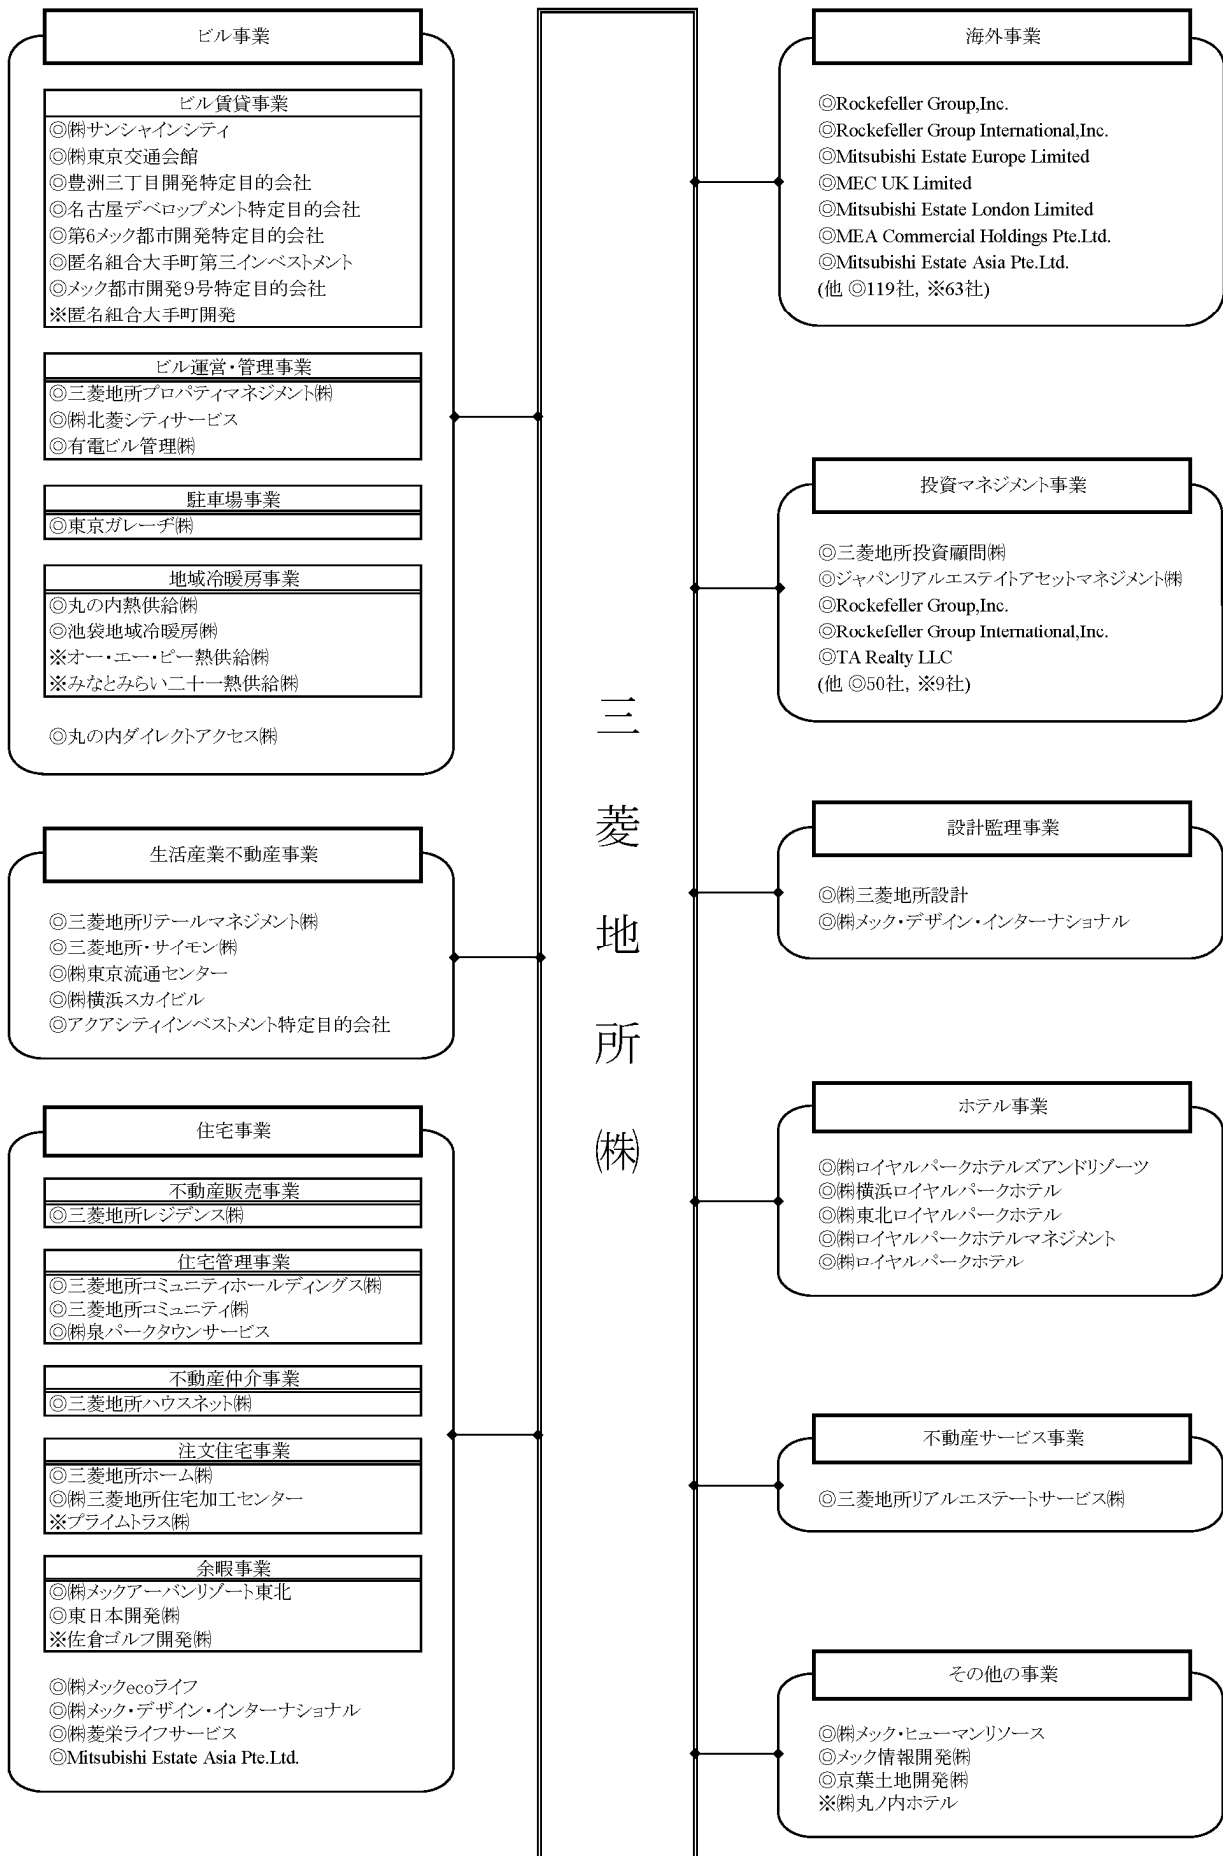 ビル事業
ビル賃貸事業
◎㈱サンシャインシティ
◎㈱東京交通会館
◎豊洲三丁目開発特定目的会社
◎名古屋デベロップメント特定目的会社
◎第6メック都市開発特定目的会社
◎匿名組合大手町第三インベストメント
◎メック都市開発9号特定目的会社
※匿名組合大手町開発
ビル運営・管理事業
◎三菱地所プロパティマネジメント㈱
◎㈱北菱シティサービス
◎有電ビル管理㈱
駐車場事業
◎東京ガレーヂ㈱
地域冷暖房事業
◎丸の内熱供給㈱
◎池袋地域冷暖房㈱
※オー・エー・ピー熱供給㈱
※みなとみらい二十一熱供給㈱
◎丸の内ダイレクトアクセス㈱
生活産業不動産事業
◎三菱地所リテールマネジメント㈱
◎三菱地所・サイモン㈱
◎㈱東京流通センター
◎㈱横浜スカイビル
◎アクアシティインベストメント特定目的会社
住宅事業
不動産販売事業
◎三菱地所レジデンス㈱
住宅管理事業
◎三菱地所コミュニティホールディングス㈱
◎三菱地所コミュニティ㈱
◎㈱泉パークタウンサービス
不動産仲介事業
◎三菱地所ハウスネット㈱
注文住宅事業
◎三菱地所ホーム㈱
◎㈱三菱地所住宅加工センター
※プライムトラス㈱
余暇事業
◎㈱メックアーバンリゾート東北
◎東日本開発㈱
※佐倉ゴルフ開発㈱
◎㈱メックecoライフ
◎㈱メック・デザイン・インターナショナル
◎㈱菱栄ライフサービス
◎Mitsubishi Estate Asia Pte.Ltd.
三菱地所㈱
海外事業
◎Rockefeller Group,Inc.
◎Rockefeller Group International,Inc.
◎Mitsubishi Estate Europe Limited
◎MEC UK Limited
◎Mitsubishi Estate London Limited
◎MEA Commercial Holdings Pte.Ltd.
◎Mitsubishi Estate Asia Pte.Ltd.
(他 ◎119社, ※63社)
投資マネジメント事業
◎三菱地所投資顧問㈱
◎ジャパンリアルエステイトアセットマネジメント㈱
◎Rockefeller Group,Inc.
◎Rockefeller Group International,Inc.
◎TA Realty LLC
(他 ◎50社, ※9社)
設計監理事業
◎㈱三菱地所設計
◎㈱メック・デザイン・インターナショナル
ホテル事業
◎㈱ロイヤルパークホテルズアンドリゾーツ
◎㈱横浜ロイヤルパークホテル
◎㈱東北ロイヤルパークホテル
◎㈱ロイヤルパークホテルマネジメント
◎㈱ロイヤルパークホテル
不動産サービス事業
◎三菱地所リアルエステートサービス㈱
その他の事業
◎㈱メック・ヒューマンリソース
◎メック情報開発㈱
◎京葉土地開発㈱
※㈱丸ノ内ホテル